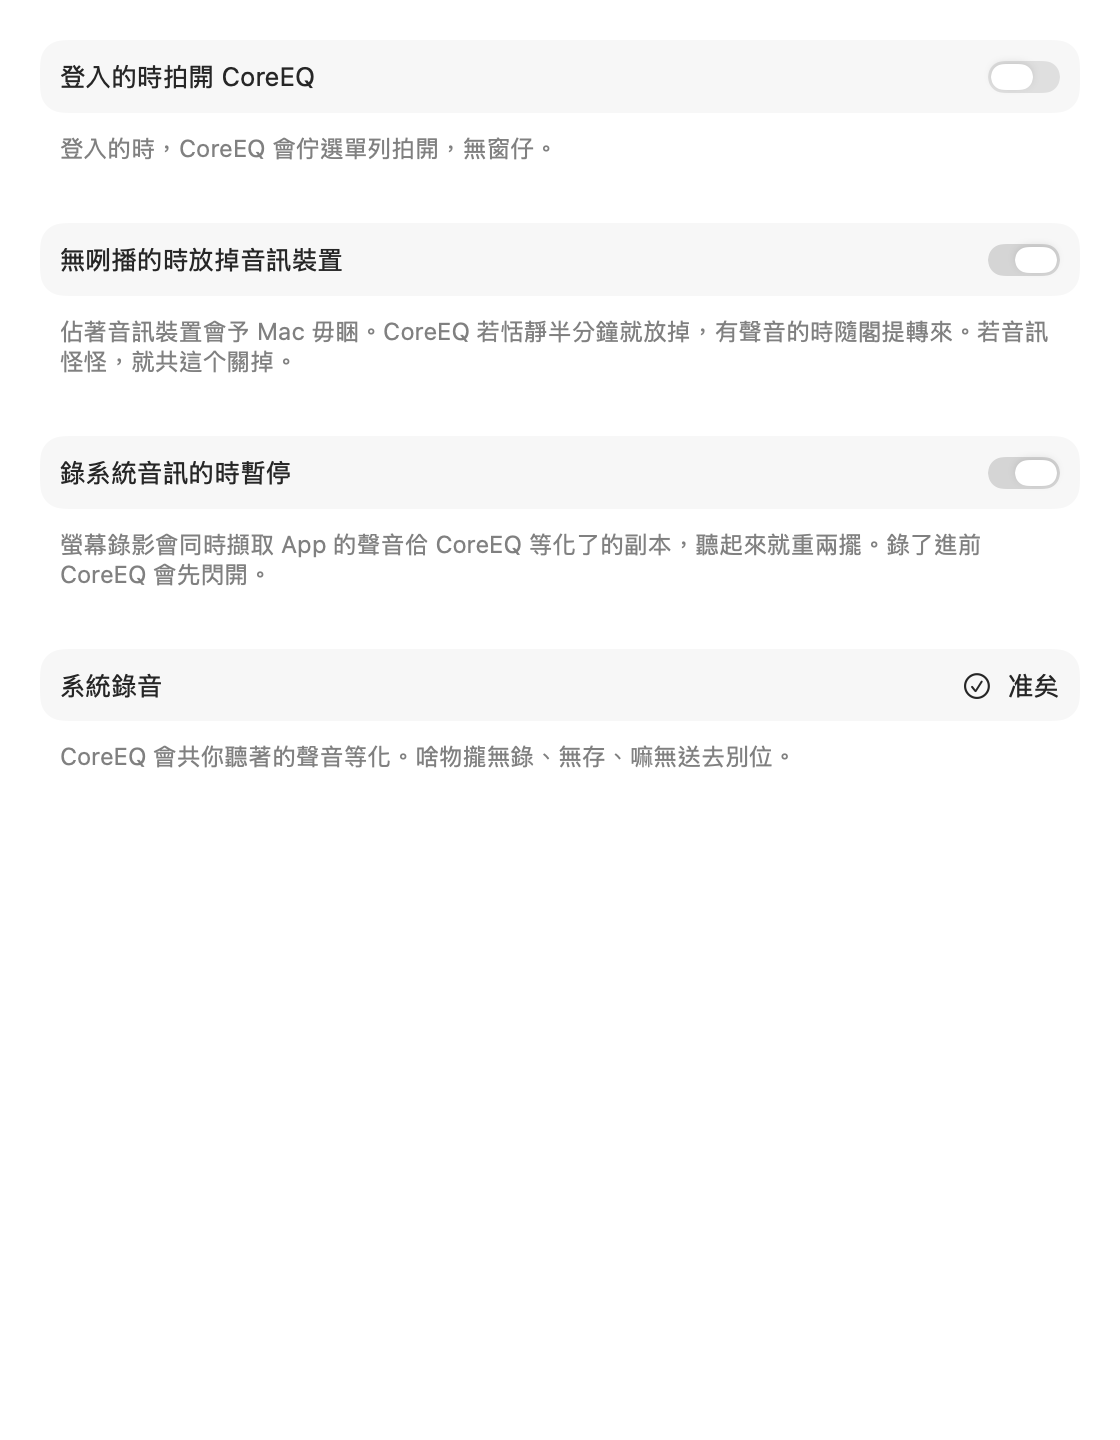 登入的時拍開 CoreEQ
登入的時，CoreEQ 會佇選單列拍開，無窗仔。
無咧播的時放掉音訊裝置
佔著音訊裝置會予 Mac 毋睏。CoreEQ 若恬靜半分鐘就放掉，有聲音的時隨閣提轉來。若音訊
怪怪，就共這个關掉。
錄系統音訊的時暫停
螢幕錄影會同時擷取 App 的聲音佮 CoreEQ 等化了的副本，聽起來就重兩擺。錄了進前
CoreEQ 會先閃開。
系統錄音
准矣
CoreEQ 會共你聽著的聲音等化。啥物攏無錄、無存、嘛無送去別位。